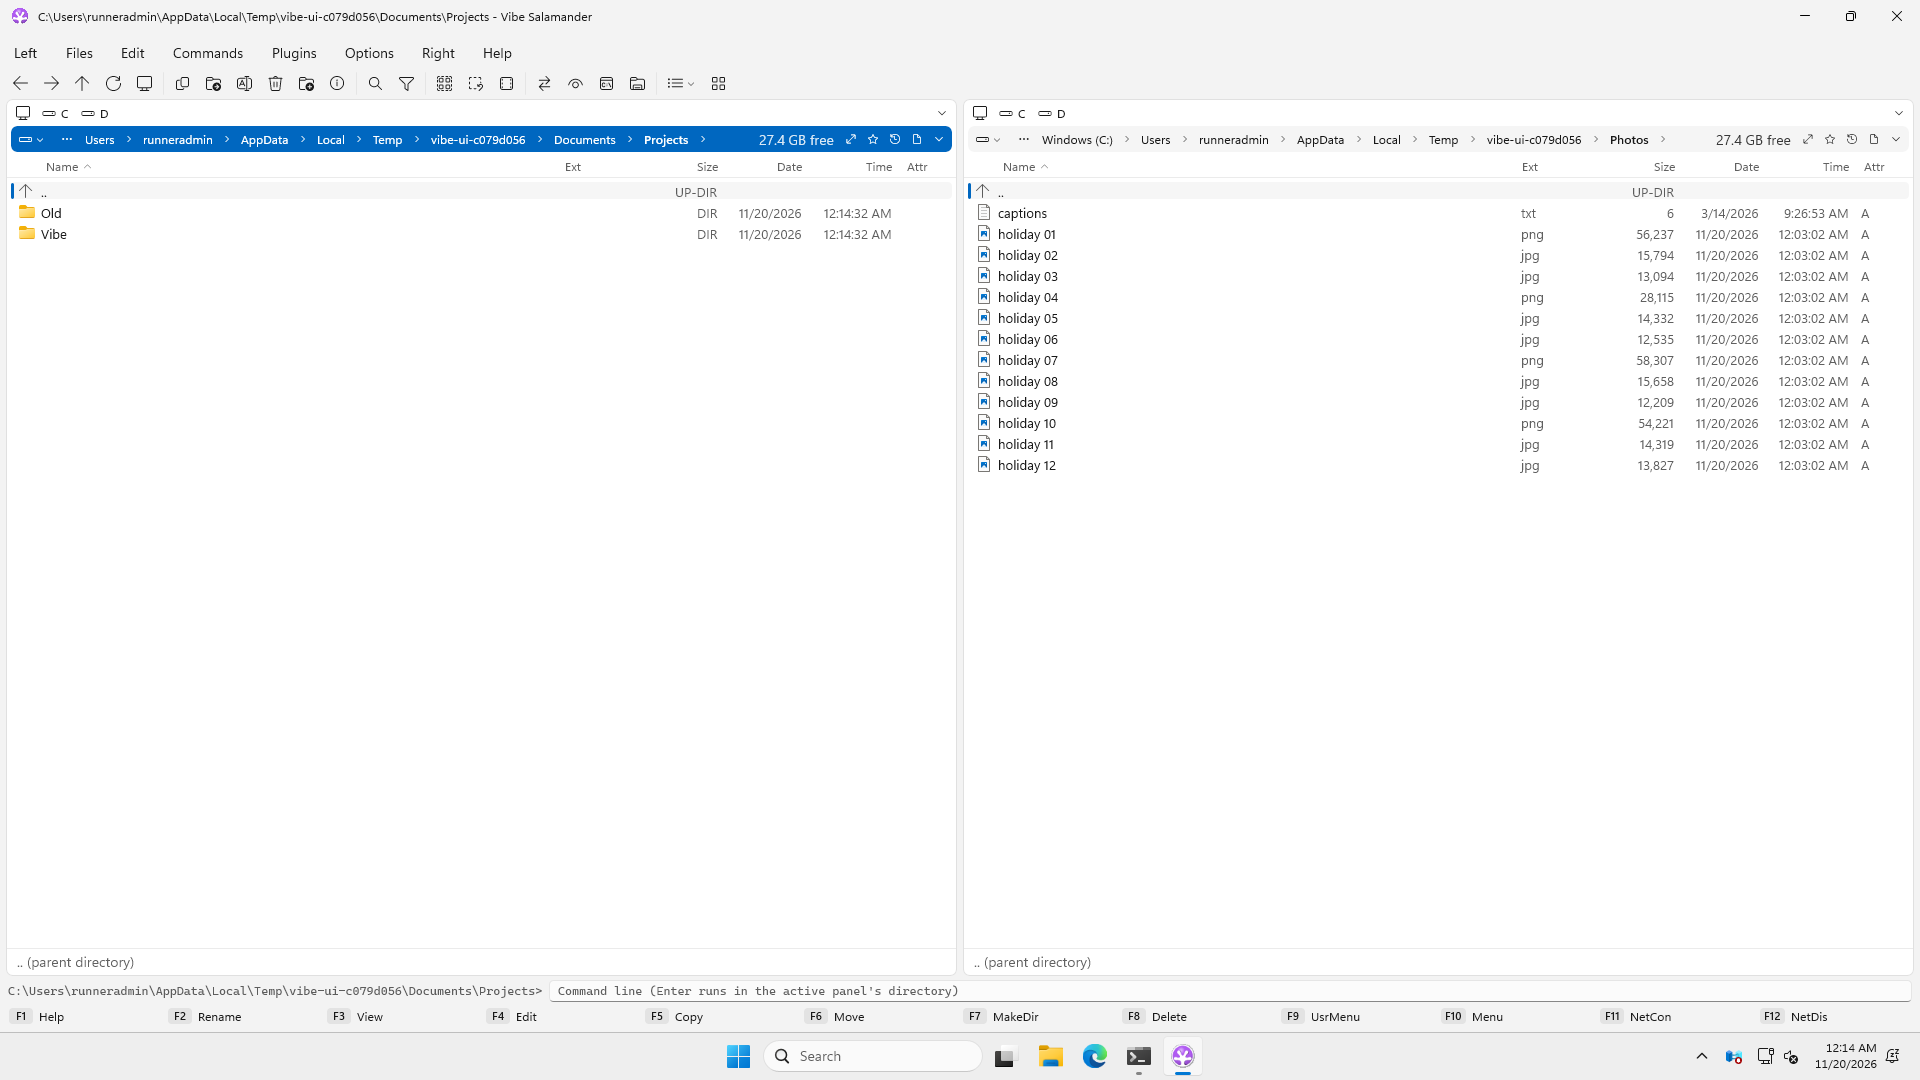 C:\Users\runneradmin\AppData\Local\Temp\vibe-ui-c079d056\Documents\Projects - Vibe Salamander
Left Files Edit Commands Plugins Options Right Help
C D
Users runneradmin AppData Local Temp vibe-ui-c079d056 Documents Projects 27.4 GB free
Name Ext Size Date Time Attr
.. UP-DIR
Old DIR 11/20/2026 12:14:32 AM
Vibe DIR 11/20/2026 12:14:32 AM
.. (parent directory)
C D
Windows (C:) Users runneradmin AppData Local Temp vibe-ui-c079d056 Photos 27.4 GB free
Name Ext Size Date Time Attr
.. UP-DIR
captions txt 6 3/14/2026 9:26:53 AM A
holiday 01 png 56,237 11/20/2026 12:03:02 AM A
holiday 02 jpg 15,794 11/20/2026 12:03:02 AM A
holiday 03 jpg 13,094 11/20/2026 12:03:02 AM A
holiday 04 png 28,115 11/20/2026 12:03:02 AM A
holiday 05 jpg 14,332 11/20/2026 12:03:02 AM A
holiday 06 jpg 12,535 11/20/2026 12:03:02 AM A
holiday 07 png 58,307 11/20/2026 12:03:02 AM A
holiday 08 jpg 15,658 11/20/2026 12:03:02 AM A
holiday 09 jpg 12,209 11/20/2026 12:03:02 AM A
holiday 10 png 54,221 11/20/2026 12:03:02 AM A
holiday 11 jpg 14,319 11/20/2026 12:03:02 AM A
holiday 12 jpg 13,827 11/20/2026 12:03:02 AM A
.. (parent directory)
C:\Users\runneradmin\AppData\Local\Temp\vibe-ui-c079d056\Documents\Projects> Command line (Enter runs in the active panel's directory)
F1 Help F2 Rename F3 View F4 Edit F5 Copy F6 Move F7 MakeDir F8 Delete F9 UsrMenu F10 Menu F11 NetCon F12 NetDis
Search
12:14 AM
11/20/2026